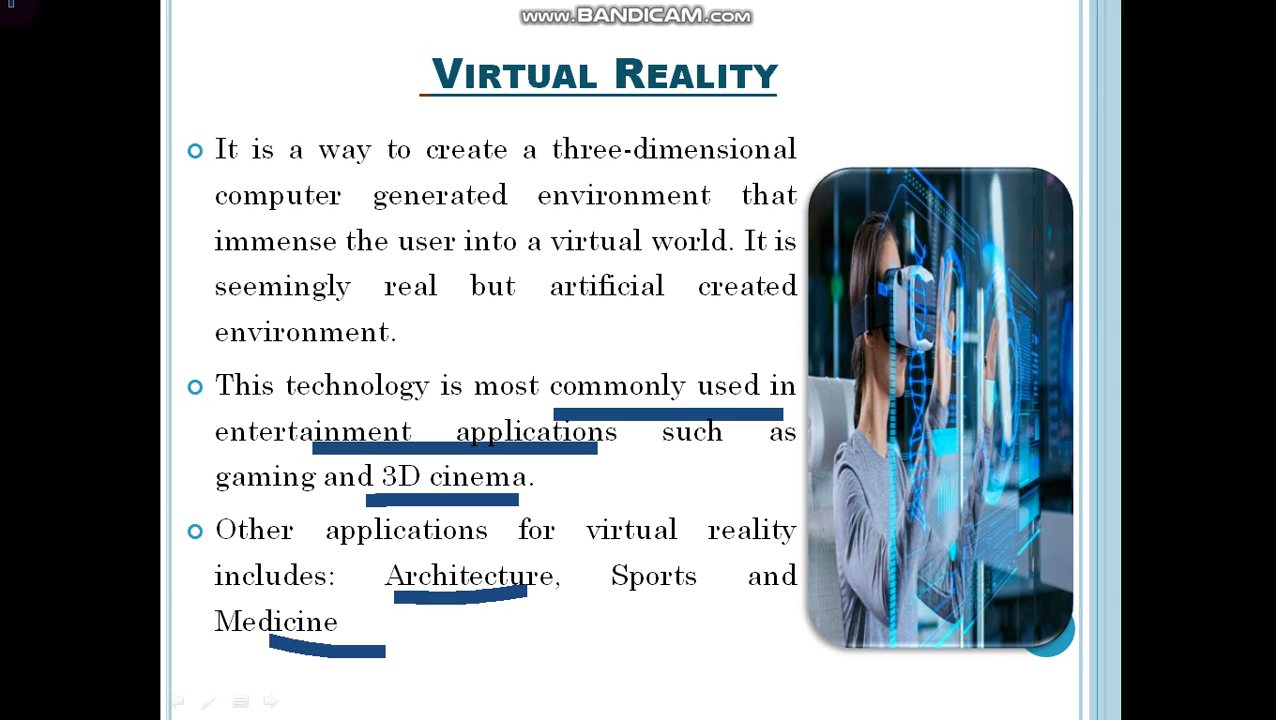 www.BANDICAM.com
VIRTUAL REALITY
It is a way to create a three-dimensional
computer generated environment that
immense the user into a virtual world. It is
seemingly real but artificial created
environment.
This technology is most commonly used in
entertainment applications such as
gaming and 3D cinema.
Other applications for virtual reality
includes: Architecture, Sports and
Medicine